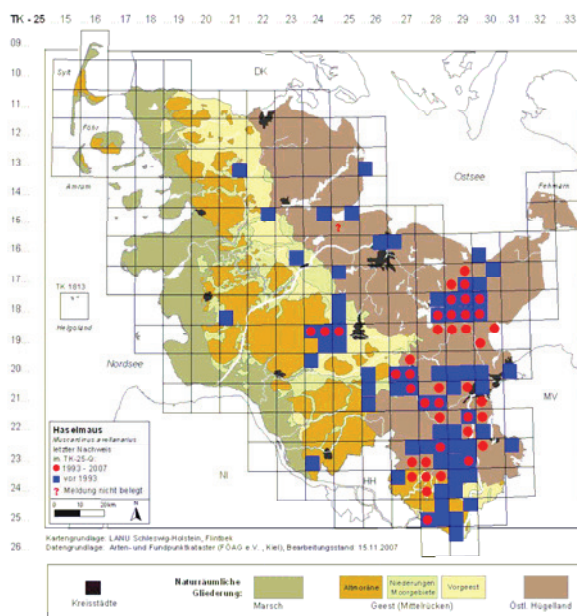 TK - 25 15 16 17 18 19 20 21 22 23 24 25 26 27 28 29 30 31 32 33
09
10
11
12
13
14
15
16
17
18
19
20
21
22
23
24
25
26
Sylt
DK
Föhr
Amrum
Ostsee
Fehmarn
TK 1813
Helgoland
Nordsee
MV
NI
HH
Haselmaus
Muscardinus avellanarius
letzter Nachweis
in TK-25-Q:
1993 - 2007
vor 1993
? Meldung nicht belegt
0 10 20km
N
Kartengrundlage: LANU Schleswig-Holstein, Flintbek
Datengrundlage: Arten- und Fundpunktkataster (FÖAG e.V., Kiel), Bearbeitungsstand: 15.11.2007
Kreisstädte
Naturräumliche
Gliederung:
Marsch
Altmoräne
Niederungen
Moorgebiete
Vorgeest
Geest (Mittelrücken)
Östl. Hügelland